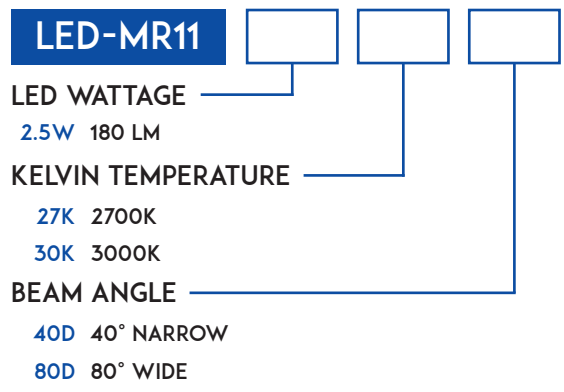 LED-MR11
LED WATTAGE
2.5W 180 LM
KELVIN TEMPERATURE
27K 2700K
30K 3000K
BEAM ANGLE
40D 40° NARROW
80D 80° WIDE